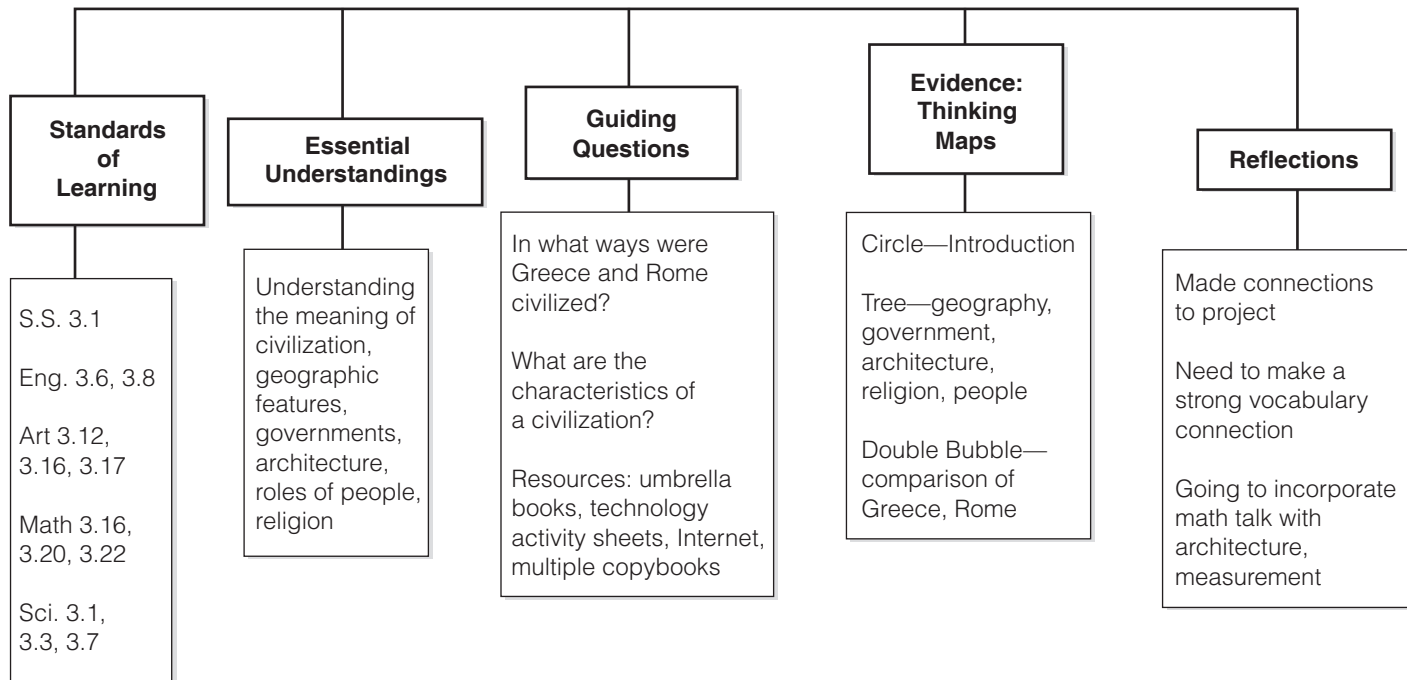 Standards
of
Learning
S.S. 3.1
Eng. 3.6, 3.8
Art 3.12,
3.16, 3.17
Math 3.16,
3.20, 3.22
Sci. 3.1,
3.3, 3.7
Essential
Understandings
Understanding
the meaning of
civilization,
geographic
features,
governments,
architecture,
roles of people,
religion
Guiding
Questions
In what ways were
Greece and Rome
civilized?
What are the
characteristics of
a civilization?
Resources: umbrella
books, technology
activity sheets, Internet,
multiple copybooks
Evidence:
Thinking
Maps
Circle—Introduction
Tree—geography,
government,
architecture,
religion, people
Double Bubble—
comparison of
Greece, Rome
Reflections
Made connections
to project
Need to make a
strong vocabulary
connection
Going to incorporate
math talk with
architecture,
measurement